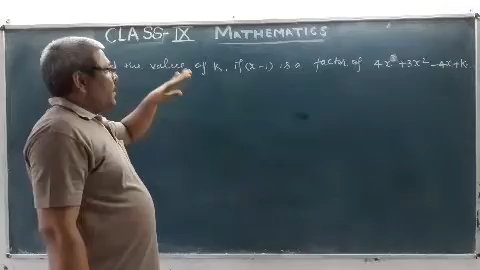 CLASS-IX MATHEMATICS
the value of k, if (x-1) is a factor of 4x³+3x²-4x+k